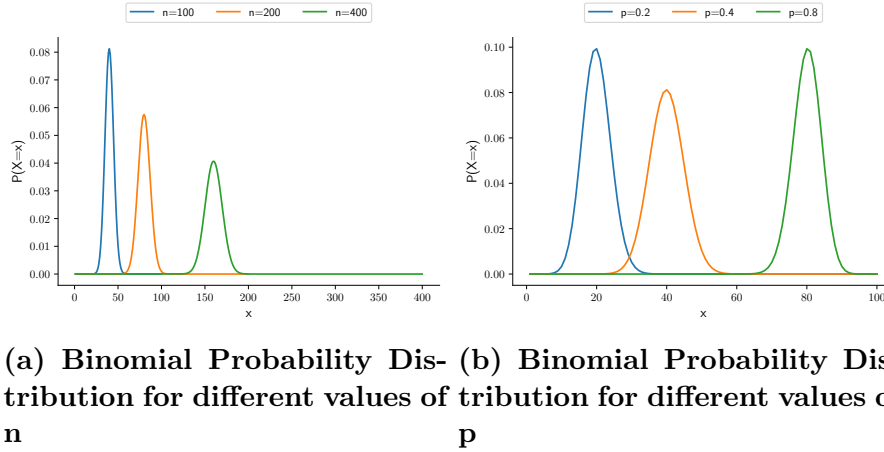 n=100 n=200 n=400
0.08
0.07
0.06
0.05
0.04
0.03
0.02
0.01
0.00
P(X=x)
0 50 100 150 200 250 300 350 400
x
(a) Binomial Probability Dis-
tribution for different values of
n
p=0.2 p=0.4 p=0.8
0.10
0.08
0.06
0.04
0.02
0.00
P(X=x)
0 20 40 60 80 100
x
(b) Binomial Probability Dis
tribution for different values o
p